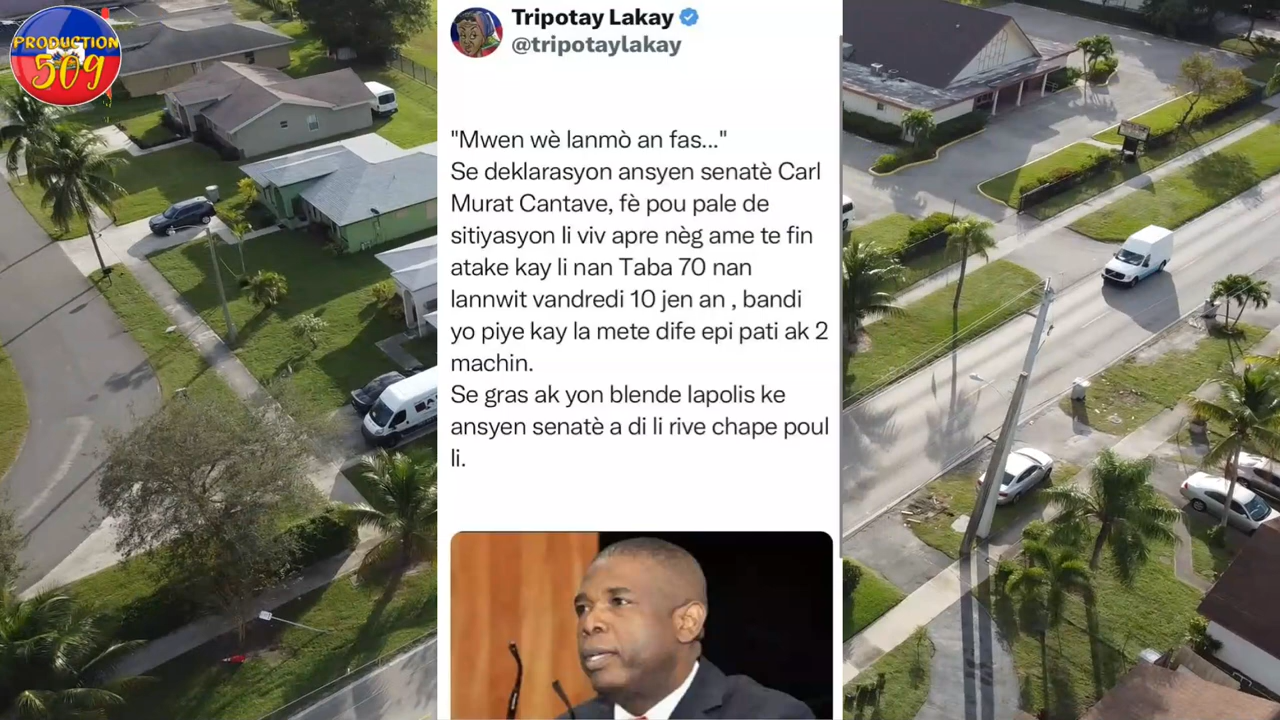 PRODUCTION
509
Tripotay Lakay
@tripotaylakay
"Mwen wè lanmò an fas..."
Se deklarasyon ansyen senatè Carl
Murat Cantave, fè pou pale de
sitiyasyon li viv apre nèg ame te fin
atake kay li nan Taba 70 nan
lannwit vandredi 10 jen an , bandi
yo piye kay la mete dife epi pati ak 2
machin.
Se gras ak yon blende lapolis ke
ansyen senatè a di li rive chape poul
li.